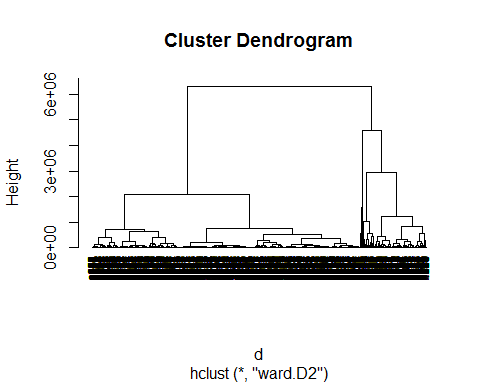 Cluster Dendrogram
Height
0e+00
3e+06
6e+06
d
hclust (*, "ward.D2")